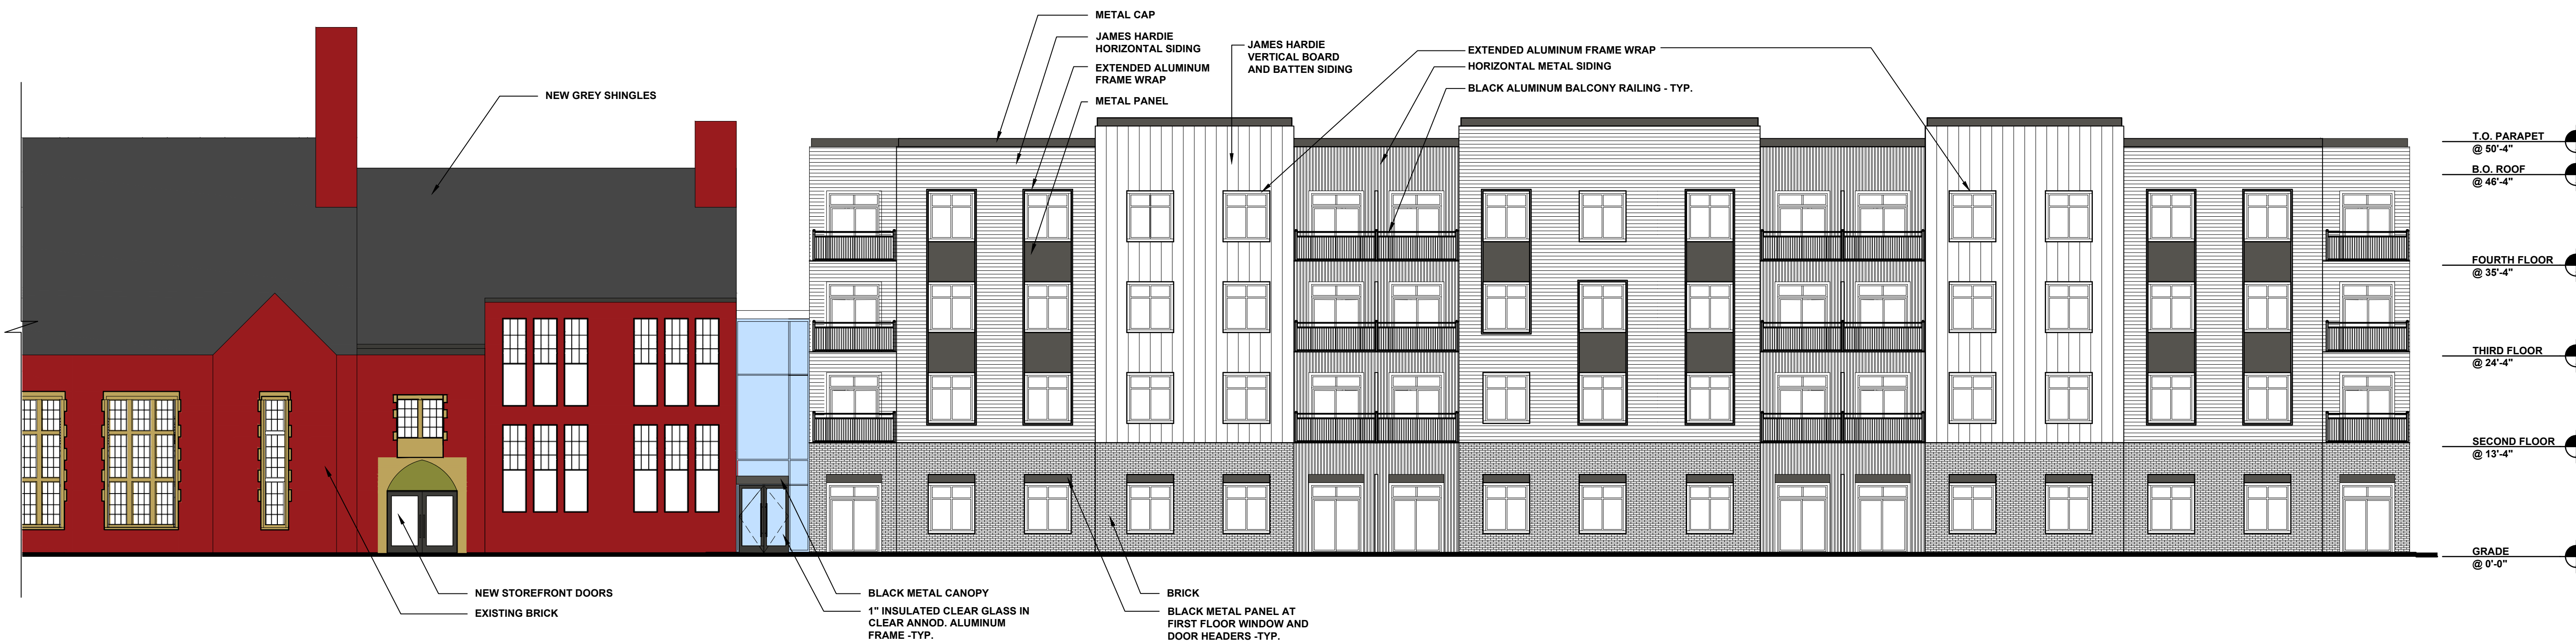 METAL CAP
JAMES HARDIE
HORIZONTAL SIDING
EXTENDED ALUMINUM
FRAME WRAP
METAL PANEL
JAMES HARDIE
VERTICAL BOARD
AND BATTEN SIDING
EXTENDED ALUMINUM FRAME WRAP
HORIZONTAL METAL SIDING
BLACK ALUMINUM BALCONY RAILING - TYP.
NEW GREY SHINGLES
T.O. PARAPET
@ 50'-4"
B.O. ROOF
@ 46'-4"
FOURTH FLOOR
@ 35'-4"
THIRD FLOOR
@ 24'-4"
SECOND FLOOR
@ 13'-4"
GRADE
@ 0'-0"
NEW STOREFRONT DOORS
EXISTING BRICK
BLACK METAL CANOPY
1" INSULATED CLEAR GLASS IN
CLEAR ANNOD. ALUMINUM
FRAME -TYP.
BRICK
BLACK METAL PANEL AT
FIRST FLOOR WINDOW AND
DOOR HEADERS -TYP.